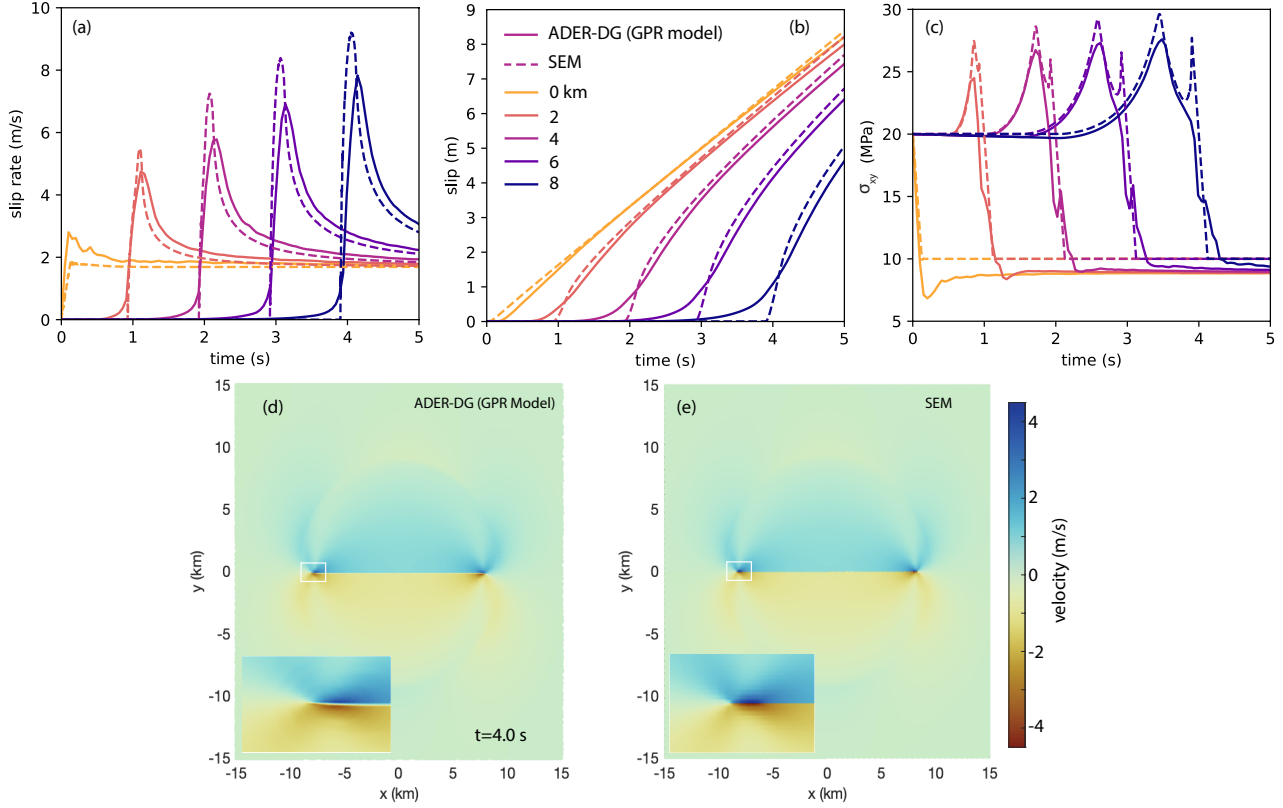 (a)
slip rate (m/s)
10
8
6
4
2
0
0 1 2 3 4 5
time (s)
(b)
ADER-DG (GPR model)
SEM
0 km
2
4
6
8
slip (m)
9
8
7
6
5
4
3
2
1
0
0 1 2 3 4 5
time (s)
(c)
σxy (MPa)
30
25
20
15
10
5
0 1 2 3 4 5
time (s)
(d)
ADER-DG (GPR Model)
y (km)
15
10
5
0
-5
-10
-15
t=4.0 s
-15 -10 -5 0 5 10 15
x (km)
(e)
SEM
y (km)
15
10
5
0
-5
-10
-15
-15 -10 -5 0 5 10 15
x (km)
4
2
0
-2
-4
velocity (m/s)